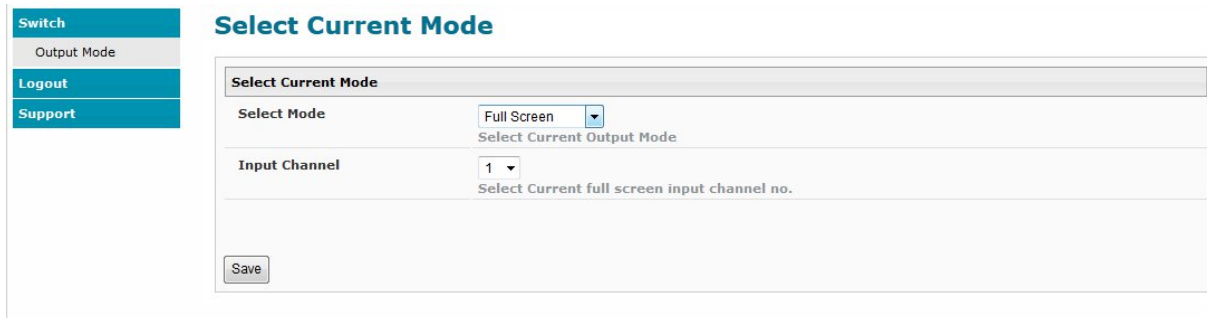 Switch
Output Mode
Logout
Support
Select Current Mode
Select Current Mode
Select Mode
Full Screen
Select Current Output Mode
Input Channel
1
Select Current full screen input channel no.
Save